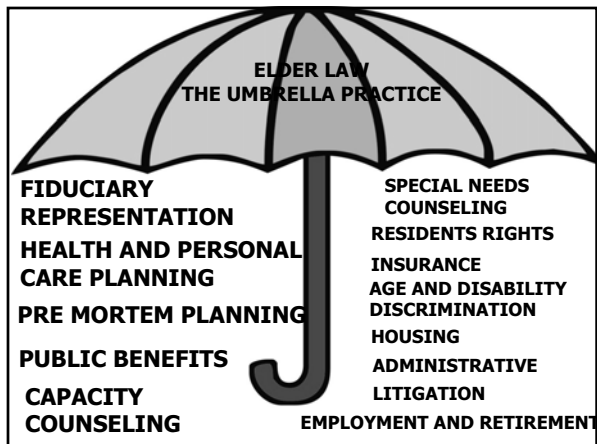 ELDER LAW
THE UMBRELLA PRACTICE
FIDUCIARY
REPRESENTATION
HEALTH AND PERSONAL
CARE PLANNING
PRE MORTEM PLANNING
PUBLIC BENEFITS
CAPACITY
COUNSELING
SPECIAL NEEDS
COUNSELING
RESIDENTS RIGHTS
INSURANCE
AGE AND DISABILITY
DISCRIMINATION
HOUSING
ADMINISTRATIVE
LITIGATION
EMPLOYMENT AND RETIREMENT